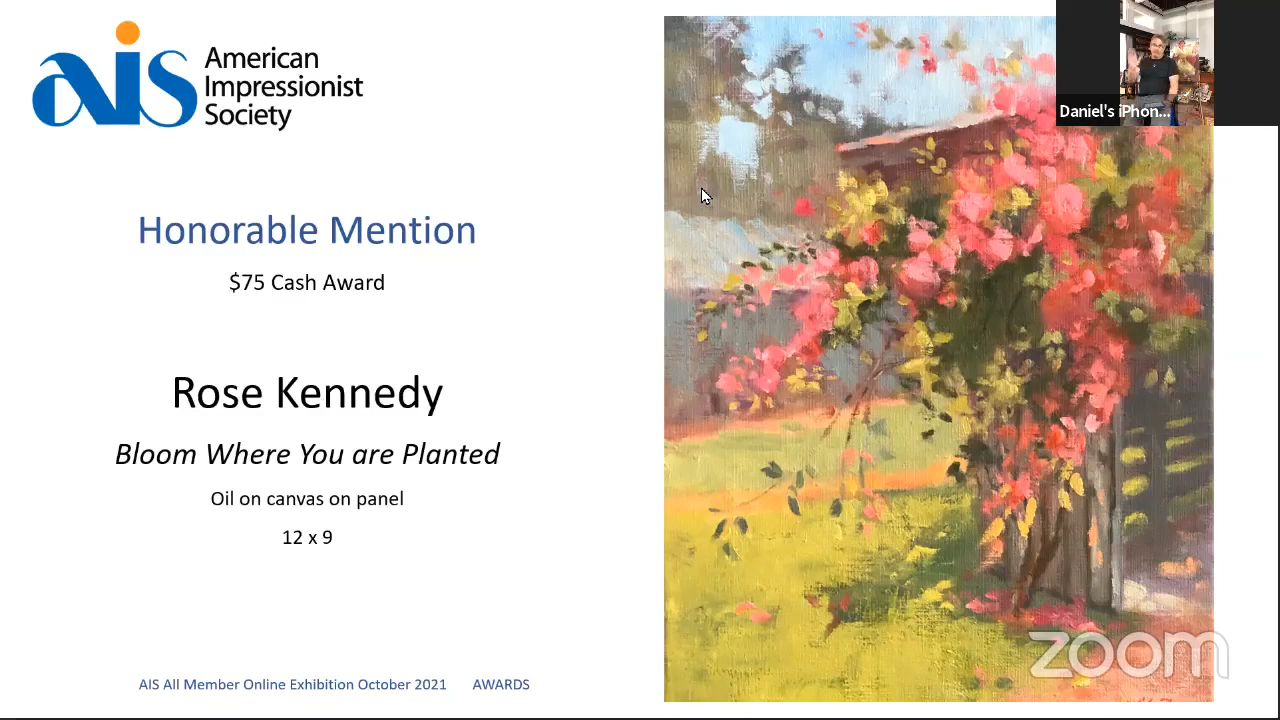 AIS
American
Impressionist
Society
Daniel's iPhon...
Honorable Mention
$75 Cash Award
Rose Kennedy
Bloom Where You are Planted
Oil on canvas on panel
12 x 9
AIS All Member Online Exhibition October 2021 AWARDS
zoom